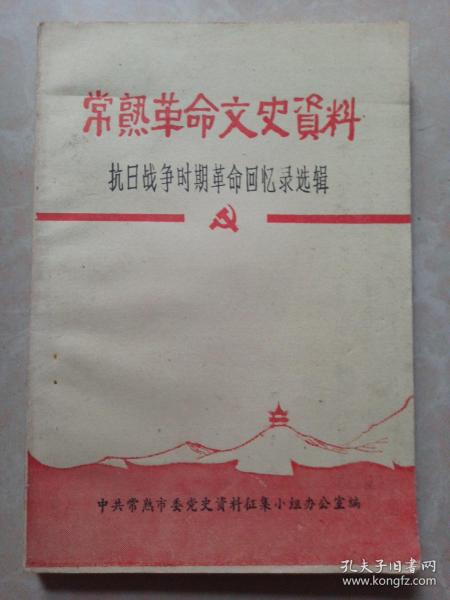 常熟革命文史資料
抗日战争时期革命回忆录选辑
中共常熟市委党史資料征集小组办公室编
孔夫子旧书网
www.kongfz.com